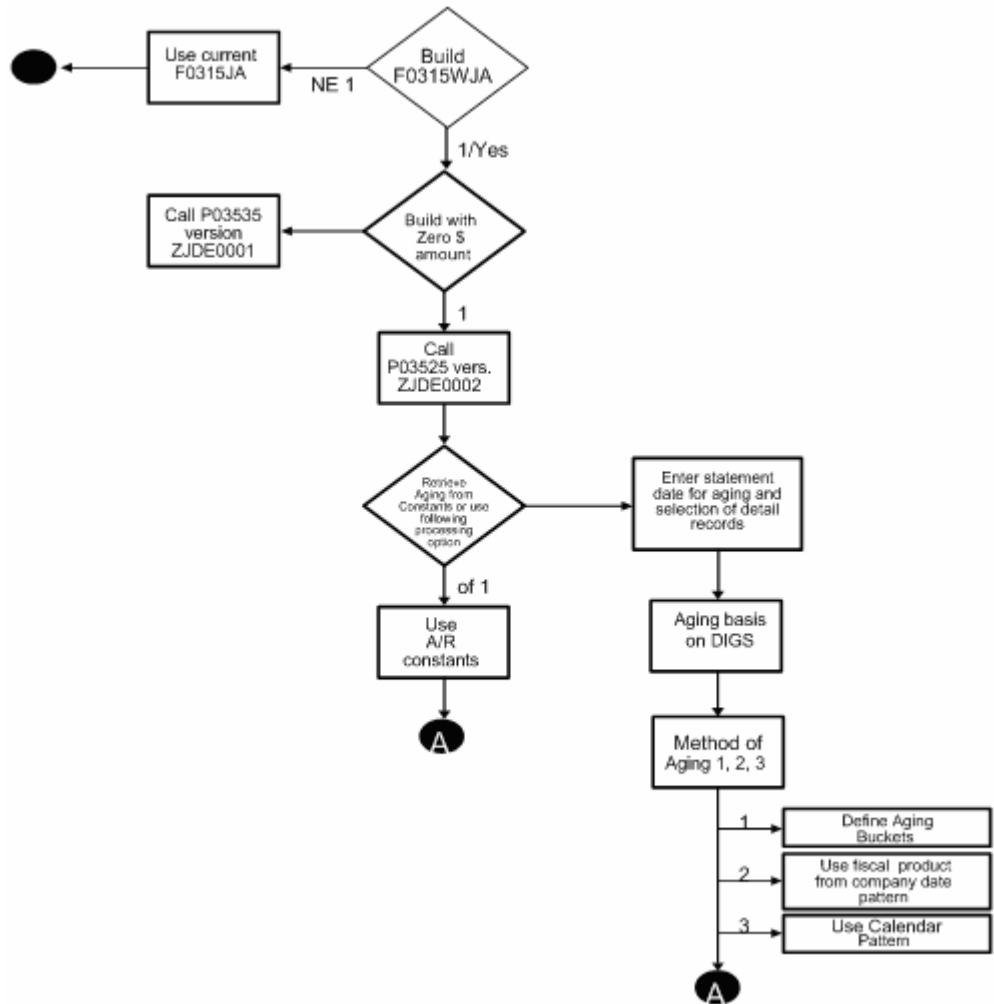 Use current
F0315JA
Build
F0315WJA
NE 1
1/Yes
Call P03535
version
ZJDE0001
Build with
Zero $
amount
1
Call
P03525 vers.
ZJDE0002
Retrieve
Aging from
Constants or use
following
processing
option
Enter statement
date for aging and
selection of detail
records
of 1
Use
A/R
constants
Aging basis
on DIGS
A
Method of
Aging 1, 2, 3
1
Define Aging
Buckets
2
Use fiscal product
from company date
pattern
3
Use Calendar
Pattern
A